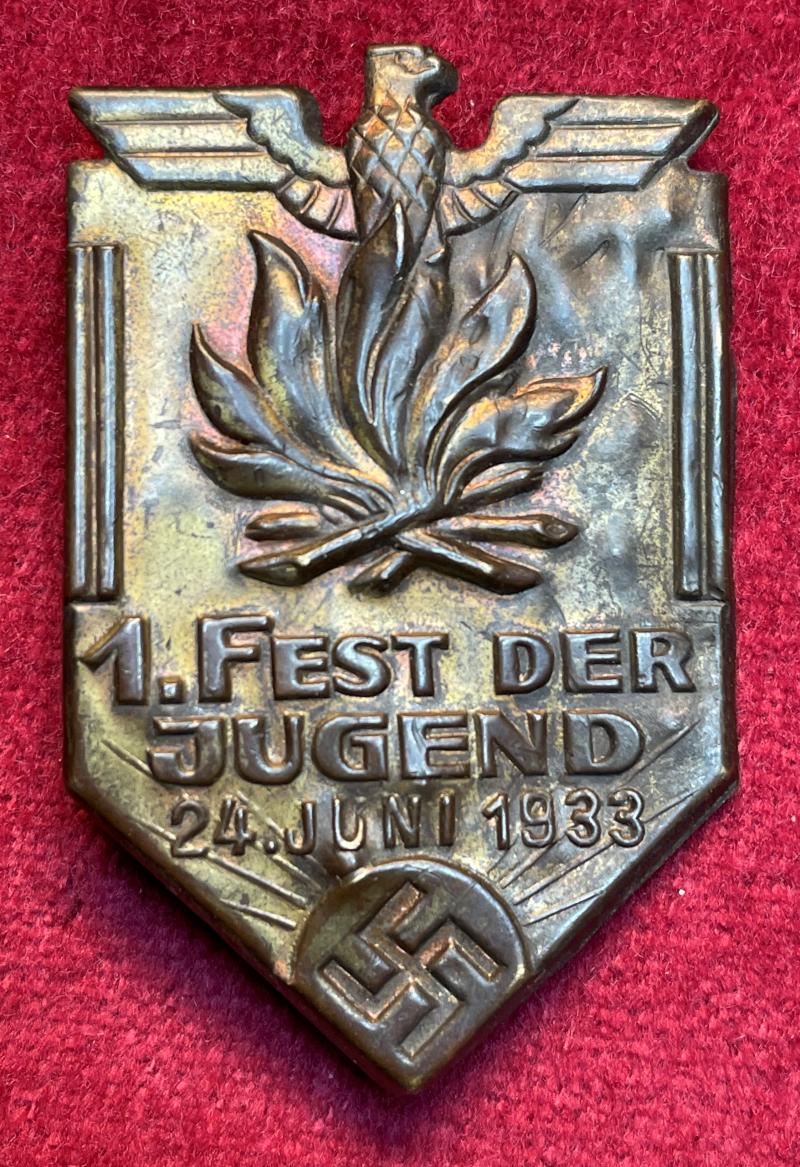 1. FEST DER
JUGEND
24. JUNI 1933